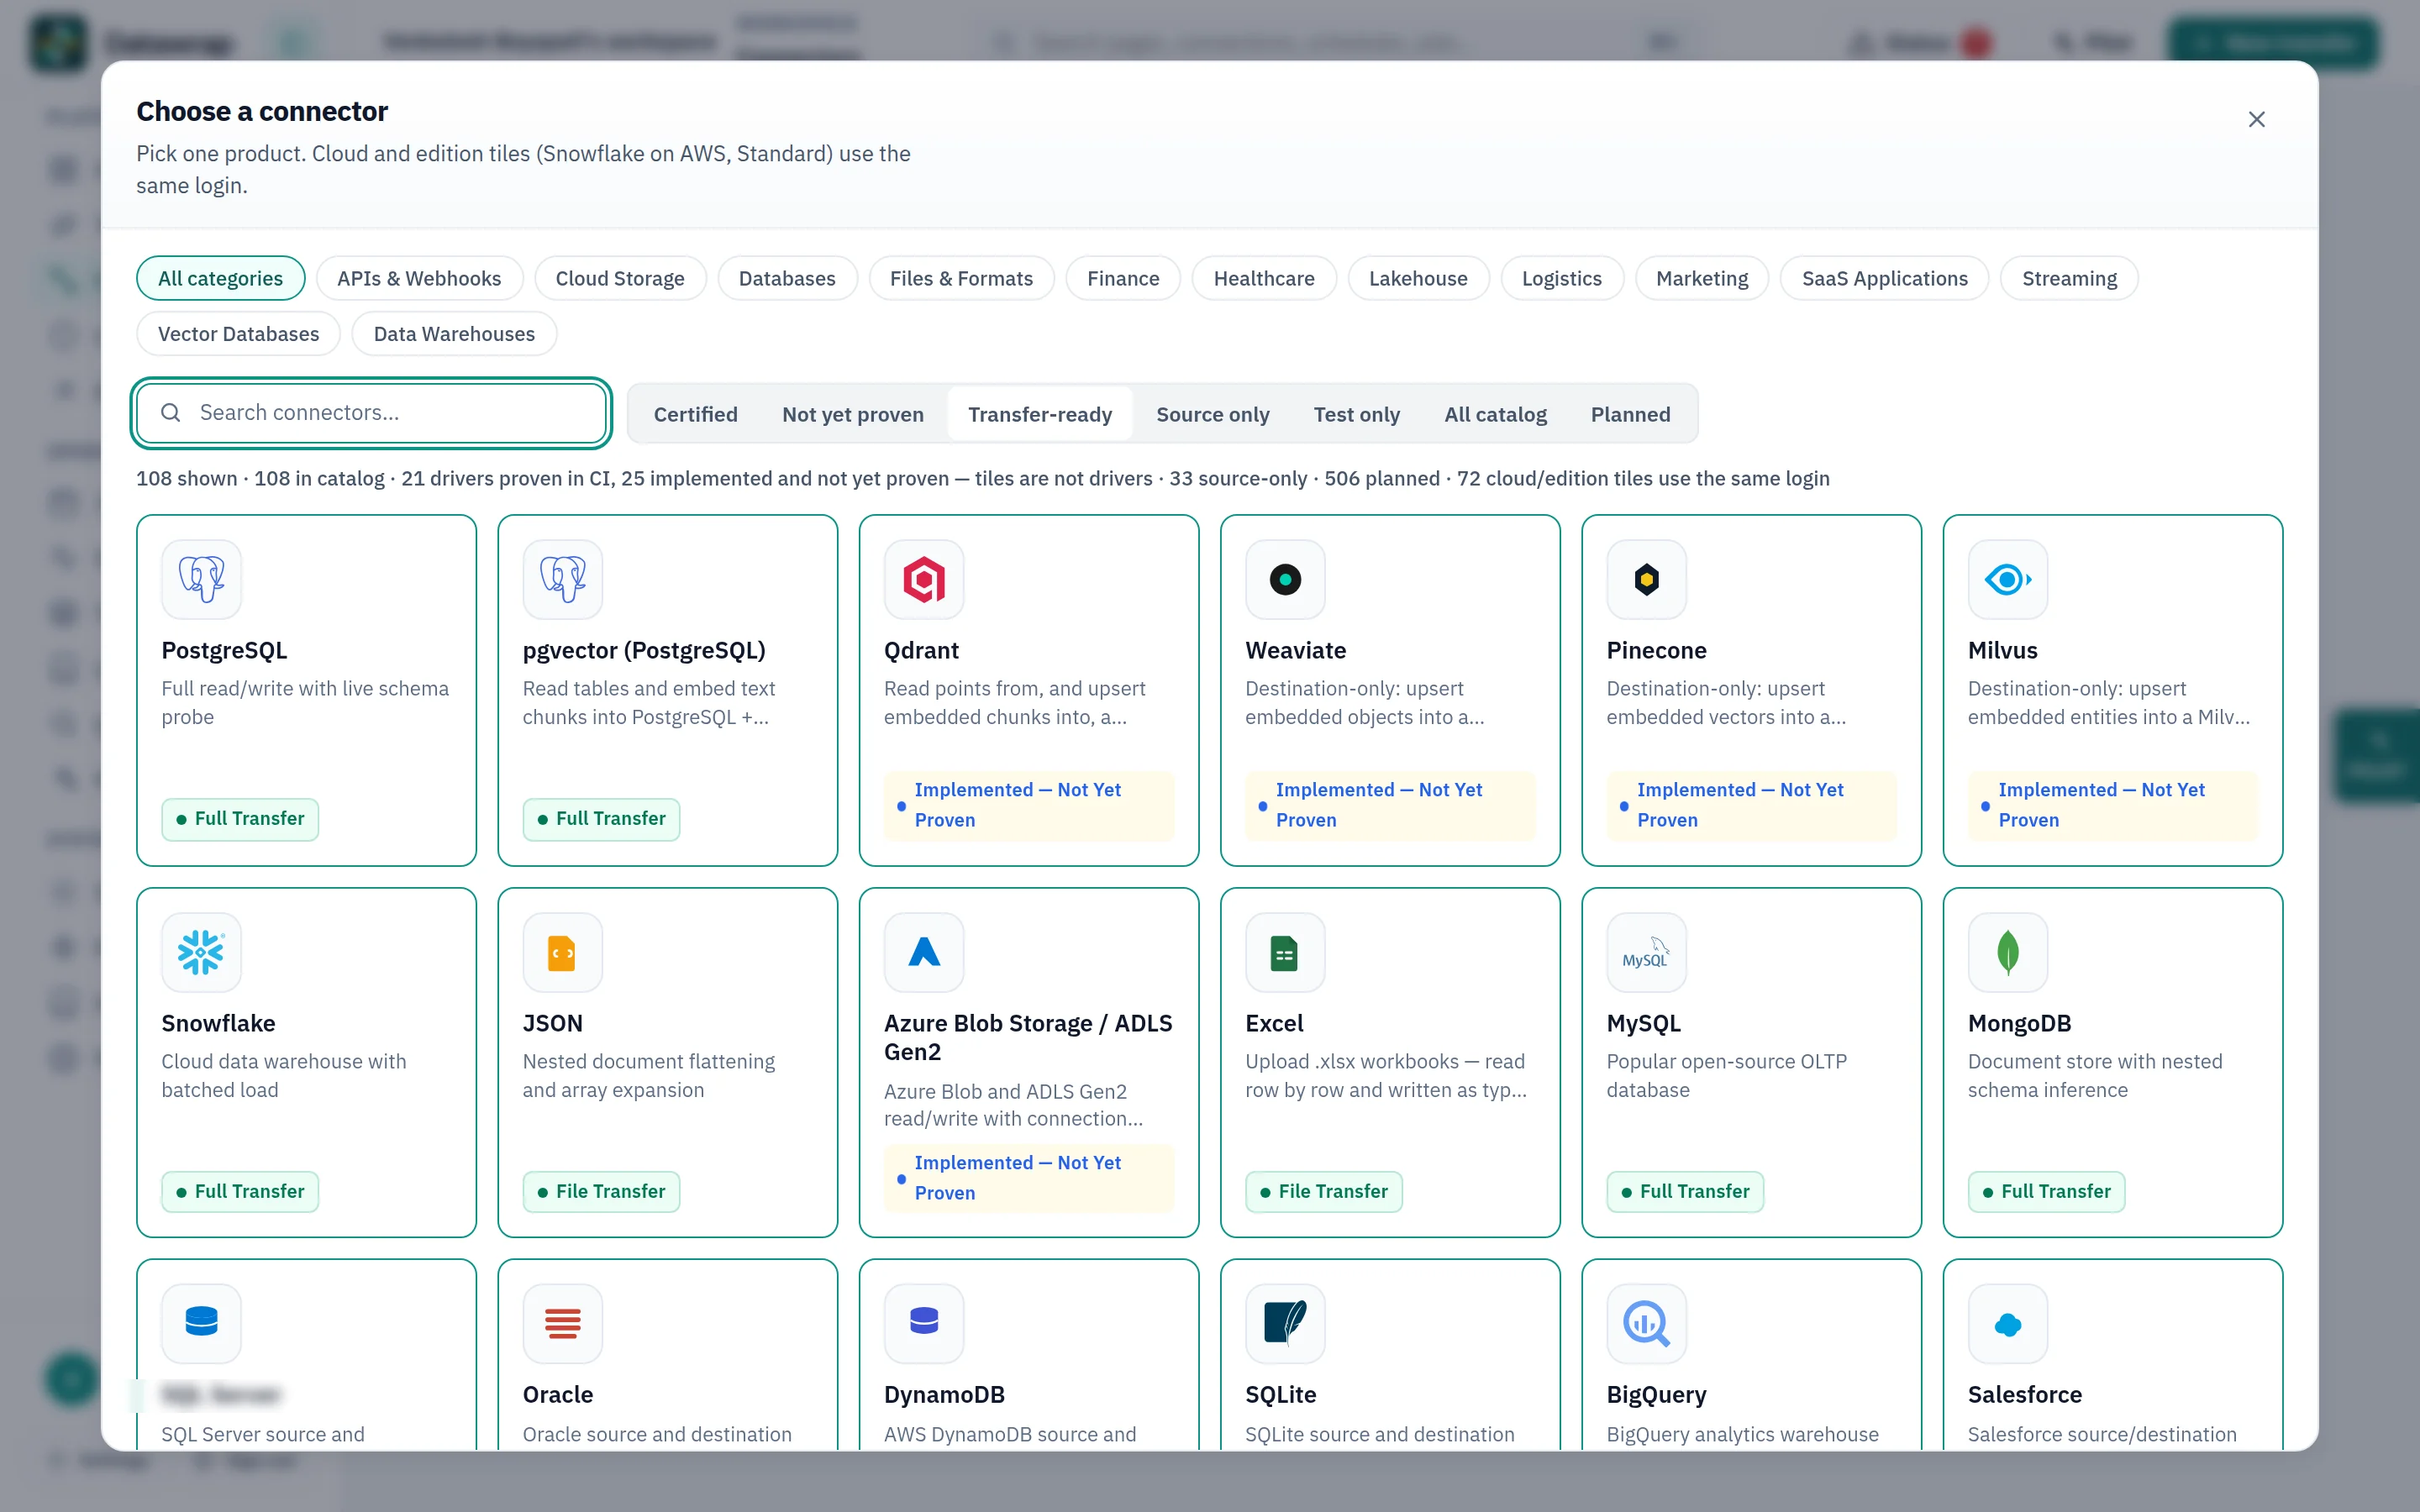 Choose a connector
Pick one product. Cloud and edition tiles (Snowflake on AWS, Standard) use the
same login.
All categories
APIs & Webhooks
Cloud Storage
Databases
Files & Formats
Finance
Healthcare
Lakehouse
Logistics
Marketing
SaaS Applications
Streaming
Vector Databases
Data Warehouses
Search connectors...
Certified
Not yet proven
Transfer-ready
Source only
Test only
All catalog
Planned
108 shown · 108 in catalog · 21 drivers proven in CI, 25 implemented and not yet proven — tiles are not drivers · 33 source-only · 506 planned · 72 cloud/edition tiles use the same login
PostgreSQL
Full read/write with live schema
probe
Full Transfer
pgvector (PostgreSQL)
Read tables and embed text
chunks into PostgreSQL +...
Full Transfer
Qdrant
Read points from, and upsert
embedded chunks into, a...
Implemented — Not Yet
Proven
Weaviate
Destination-only: upsert
embedded objects into a...
Implemented — Not Yet
Proven
Pinecone
Destination-only: upsert
embedded vectors into a...
Implemented — Not Yet
Proven
Milvus
Destination-only: upsert
embedded entities into a Milv...
Implemented — Not Yet
Proven
Snowflake
Cloud data warehouse with
batched load
Full Transfer
JSON
Nested document flattening
and array expansion
File Transfer
Azure Blob Storage / ADLS
Gen2
Azure Blob and ADLS Gen2
read/write with connection...
Implemented — Not Yet
Proven
Excel
Upload .xlsx workbooks — read
row by row and written as typ...
File Transfer
MySQL
MySQL
Popular open-source OLTP
database
Full Transfer
MongoDB
Document store with nested
schema inference
Full Transfer
SQL Server
SQL Server source and
Oracle
Oracle source and destination
DynamoDB
AWS DynamoDB source and
SQLite
SQLite source and destination
BigQuery
BigQuery analytics warehouse
Salesforce
Salesforce source/destination